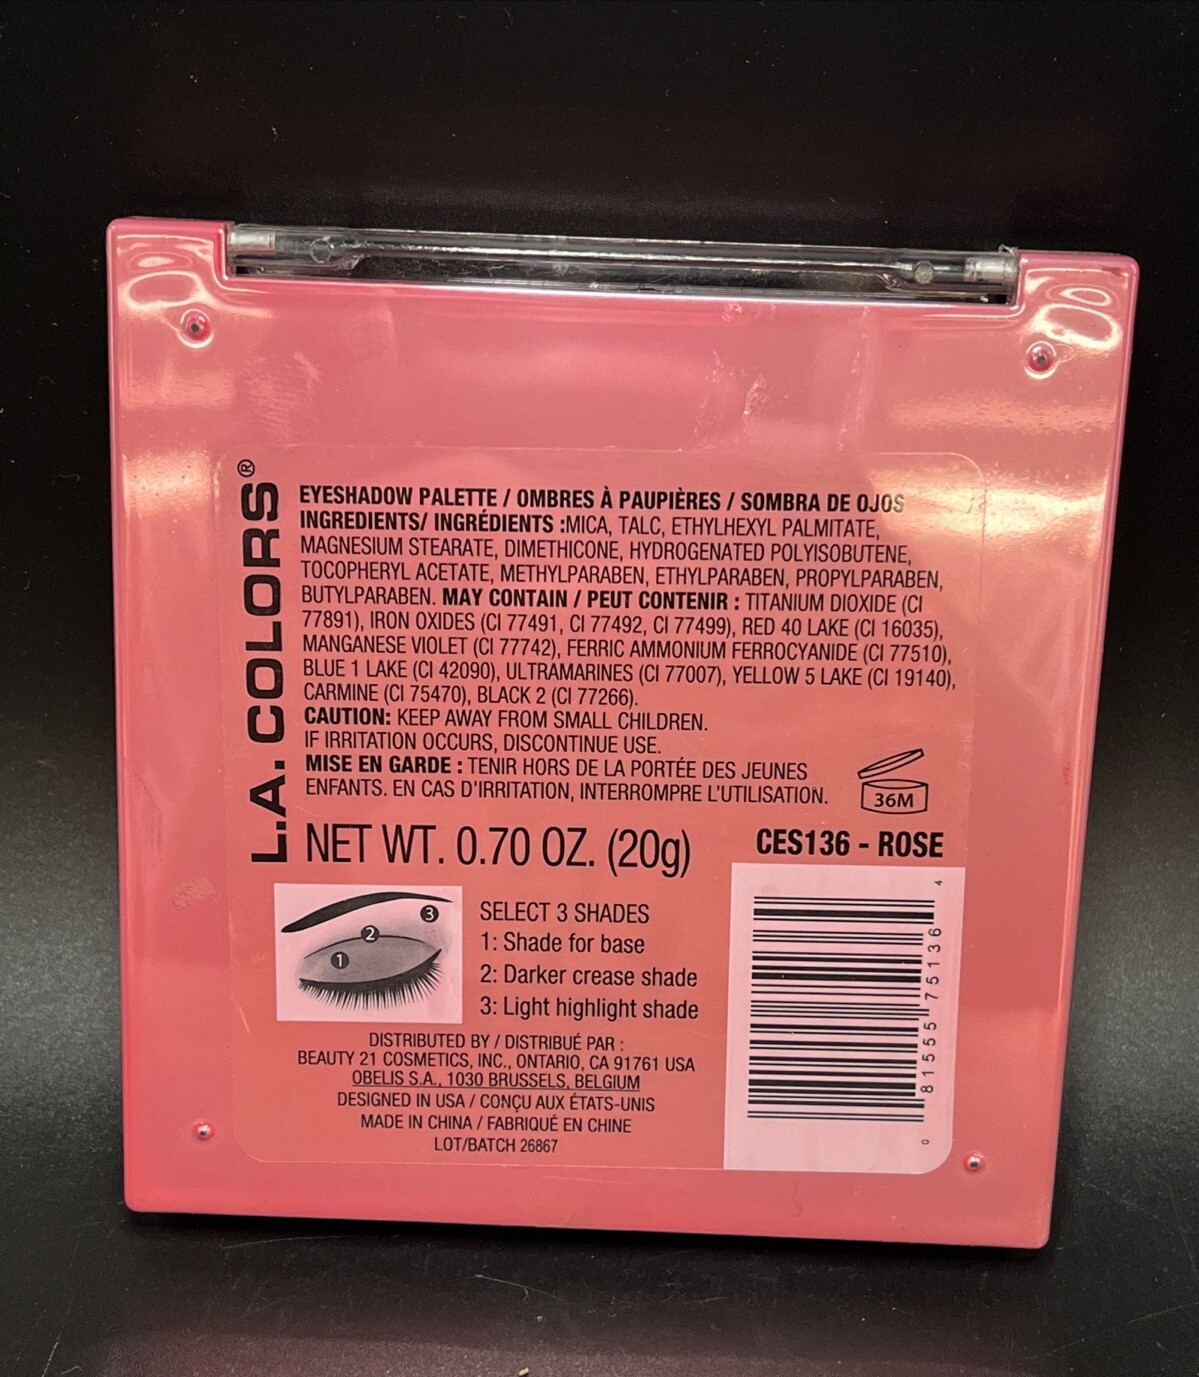 L.A. COLORS®
EYESHADOW PALETTE / OMBRES À PAUPIÈRES / SOMBRA DE OJOS
INGREDIENTS/ INGRÉDIENTS :MICA, TALC, ETHYLHEXYL PALMITATE,
MAGNESIUM STEARATE, DIMETHICONE, HYDROGENATED POLYISOBUTENE,
TOCOPHERYL ACETATE, METHYLPARABEN, ETHYLPARABEN, PROPYLPARABEN,
BUTYLPARABEN. MAY CONTAIN / PEUT CONTENIR : TITANIUM DIOXIDE (CI
77891), IRON OXIDES (CI 77491, CI 77492, CI 77499), RED 40 LAKE (CI 16035),
MANGANESE VIOLET (CI 77742), FERRIC AMMONIUM FERROCYANIDE (CI 77510),
BLUE 1 LAKE (CI 42090), ULTRAMARINES (CI 77007), YELLOW 5 LAKE (CI 19140),
CARMINE (CI 75470), BLACK 2 (CI 77266).
CAUTION: KEEP AWAY FROM SMALL CHILDREN.
IF IRRITATION OCCURS, DISCONTINUE USE.
MISE EN GARDE : TENIR HORS DE LA PORTÉE DES JEUNES
ENFANTS. EN CAS D'IRRITATION, INTERROMPRE L'UTILISATION.
36M
NET WT. 0.70 OZ. (20g)
CES136 - ROSE
1
2
3
SELECT 3 SHADES
1: Shade for base
2: Darker crease shade
3: Light highlight shade
0 81555 75136 4
DISTRIBUTED BY / DISTRIBUÉ PAR :
BEAUTY 21 COSMETICS, INC., ONTARIO, CA 91761 USA
OBELIS S.A., 1030 BRUSSELS, BELGIUM
DESIGNED IN USA / CONÇU AUX ÉTATS-UNIS
MADE IN CHINA / FABRIQUÉ EN CHINE
LOT/BATCH 26867